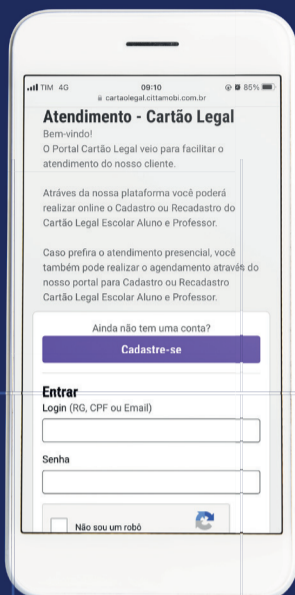 TIM 4G 09:10 85%
cartaolegal.cittamobi.com.br
Atendimento - Cartão Legal
Bem-vindo!
O Portal Cartão Legal veio para facilitar o
atendimento do nosso cliente.
Atráves da nossa plataforma você poderá
realizar online o Cadastro ou Recadastro do
Cartão Legal Escolar Aluno e Professor.
Caso prefira o atendimento presencial, você
também pode realizar o agendamento através do
nosso portal para Cadastro ou Recadastro
Cartão Legal Escolar Aluno e Professor.
Ainda não tem uma conta?
Cadastre-se
Entrar
Login (RG, CPF ou Email)
Senha
Não sou um robô